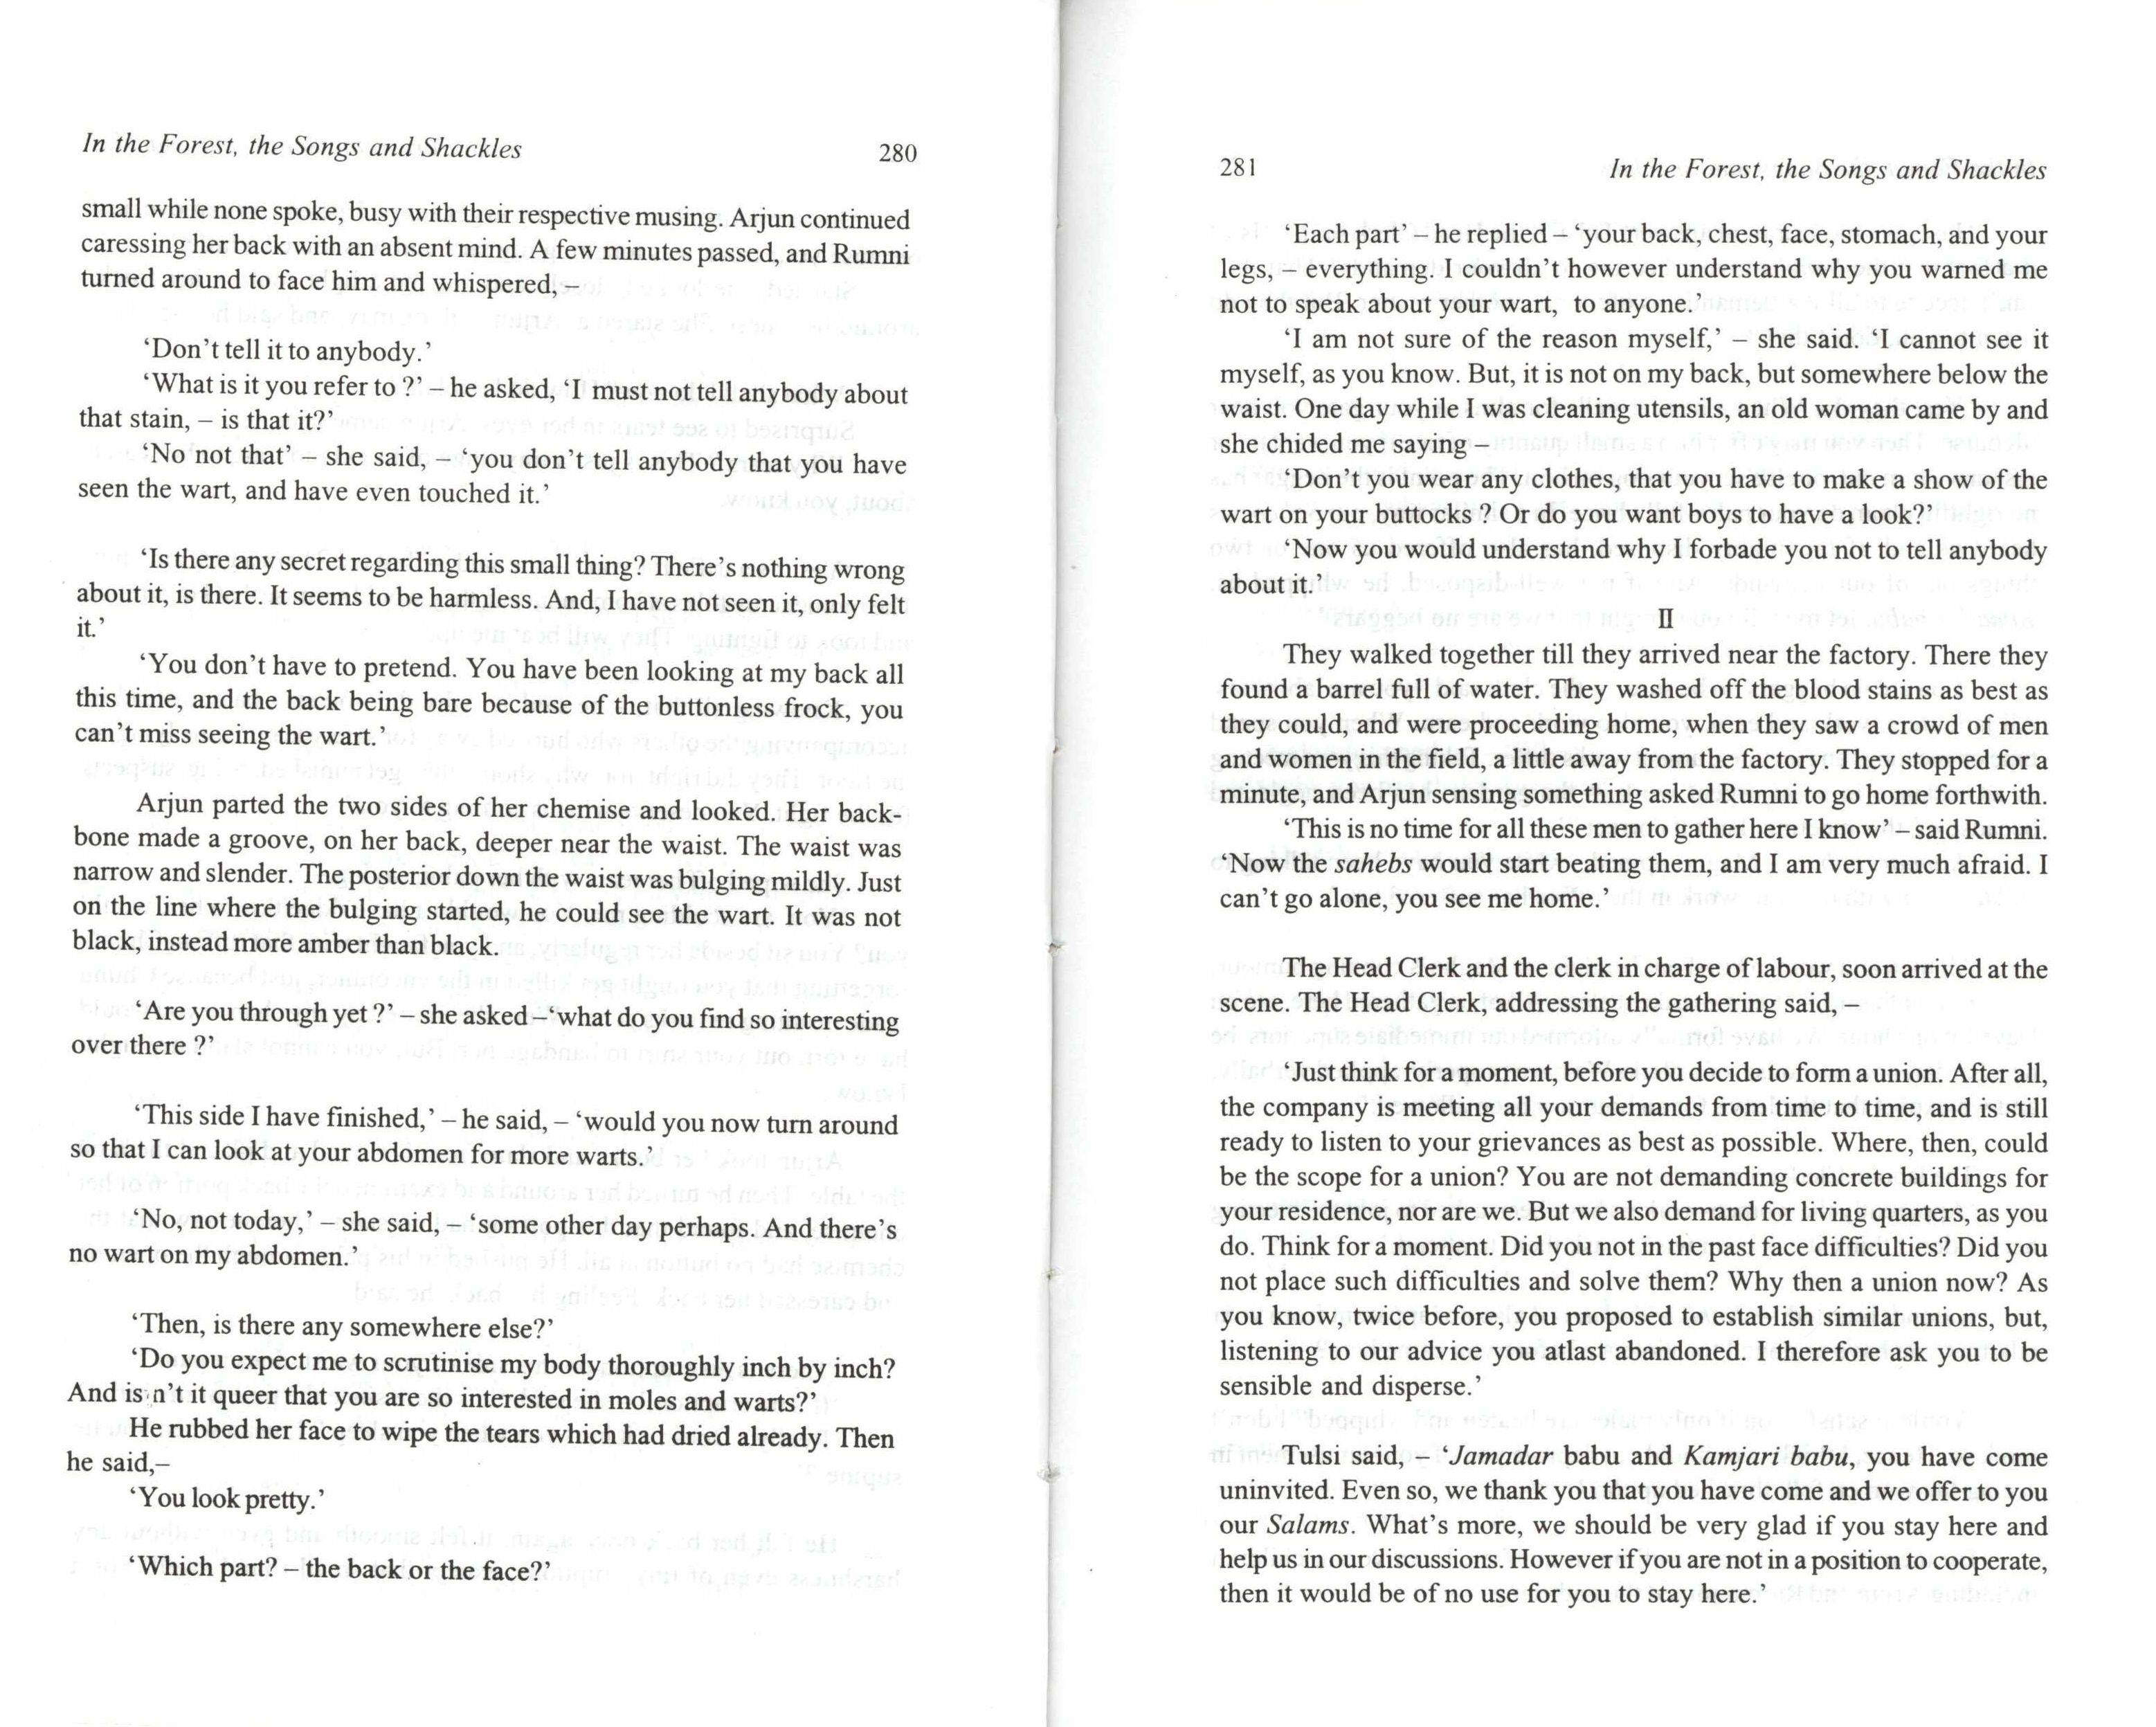 In the Forest, the Songs and Shackles 280
small while none spoke, busy with their respective musing. Arjun continued
caressing her back with an absent mind. A few minutes passed, and Rumni
turned around to face him and whispered, –
‘Don't tell it to anybody.’
‘What is it you refer to ?’ – he asked, ‘I must not tell anybody about
that stain, – is that it?’
‘No not that’ – she said, – ‘you don't tell anybody that you have
seen the wart, and have even touched it.’
‘Is there any secret regarding this small thing? There's nothing wrong
about it, is there. It seems to be harmless. And, I have not seen it, only felt
it.’
‘You don't have to pretend. You have been looking at my back all
this time, and the back being bare because of the buttonless frock, you
can't miss seeing the wart.’
Arjun parted the two sides of her chemise and looked. Her back-
bone made a groove, on her back, deeper near the waist. The waist was
narrow and slender. The posterior down the waist was bulging mildly. Just
on the line where the bulging started, he could see the wart. It was not
black, instead more amber than black.
‘Are you through yet ?’ – she asked –‘what do you find so interesting
over there ?’
‘This side I have finished,’ – he said, – ‘would you now turn around
so that I can look at your abdomen for more warts.’
‘No, not today,’ – she said, – ‘some other day perhaps. And there's
no wart on my abdomen.’
‘Then, is there any somewhere else?’
‘Do you expect me to scrutinise my body thoroughly inch by inch?
And isn't it queer that you are so interested in moles and warts?’
He rubbed her face to wipe the tears which had dried already. Then
he said,–
‘You look pretty.’
‘Which part? – the back or the face?’
281 In the Forest, the Songs and Shackles
‘Each part’ – he replied – ‘your back, chest, face, stomach, and your
legs, – everything. I couldn't however understand why you warned me
not to speak about your wart, to anyone.’
‘I am not sure of the reason myself,’ – she said. ‘I cannot see it
myself, as you know. But, it is not on my back, but somewhere below the
waist. One day while I was cleaning utensils, an old woman came by and
she chided me saying –
‘Don't you wear any clothes, that you have to make a show of the
wart on your buttocks ? Or do you want boys to have a look?’
‘Now you would understand why I forbade you not to tell anybody
about it.’
II
They walked together till they arrived near the factory. There they
found a barrel full of water. They washed off the blood stains as best as
they could, and were proceeding home, when they saw a crowd of men
and women in the field, a little away from the factory. They stopped for a
minute, and Arjun sensing something asked Rumni to go home forthwith.
‘This is no time for all these men to gather here I know’ – said Rumni.
‘Now the sahebs would start beating them, and I am very much afraid. I
can't go alone, you see me home.’
The Head Clerk and the clerk in charge of labour, soon arrived at the
scene. The Head Clerk, addressing the gathering said, –
‘Just think for a moment, before you decide to form a union. After all,
the company is meeting all your demands from time to time, and is still
ready to listen to your grievances as best as possible. Where, then, could
be the scope for a union? You are not demanding concrete buildings for
your residence, nor are we. But we also demand for living quarters, as you
do. Think for a moment. Did you not in the past face difficulties? Did you
not place such difficulties and solve them? Why then a union now? As
you know, twice before, you proposed to establish similar unions, but,
listening to our advice you atlast abandoned. I therefore ask you to be
sensible and disperse.’
Tulsi said, – ‘Jamadar babu and Kamjari babu, you have come
uninvited. Even so, we thank you that you have come and we offer to you
our Salams. What's more, we should be very glad if you stay here and
help us in our discussions. However if you are not in a position to cooperate,
then it would be of no use for you to stay here.’